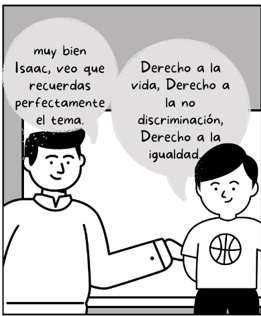 muy bien
Isaac, veo que
recuerdas
perfectamente
el tema.
Derecho a la
vida, Derecho a
la no
discriminación,
Derecho a la
igualdad.